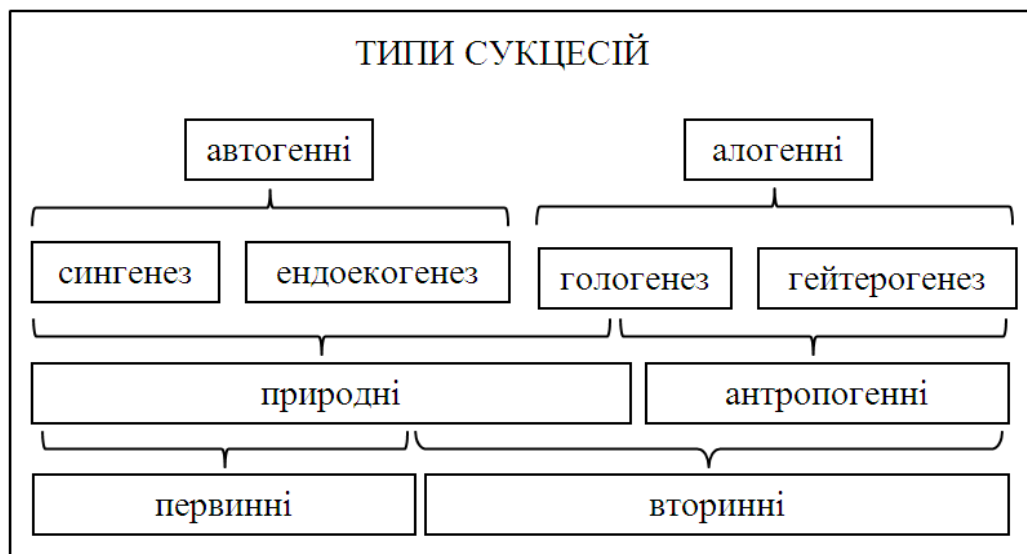 ТИПИ СУКЦЕСІЙ
автогенні
алогенні
сингенез
ендоекогенез
гологенез
гейтерогенез
природні
антропогенні
первинні
вторинні